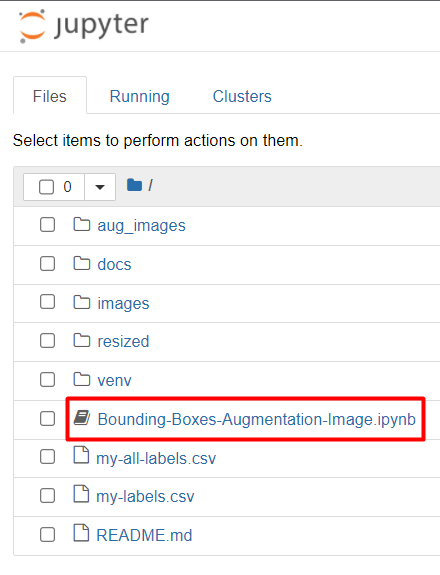 jupyter
Files Running Clusters
Select items to perform actions on them.
0 /
aug_images
docs
images
resized
venv
Bounding-Boxes-Augmentation-Image.ipynb
my-all-labels.csv
my-labels.csv
README.md